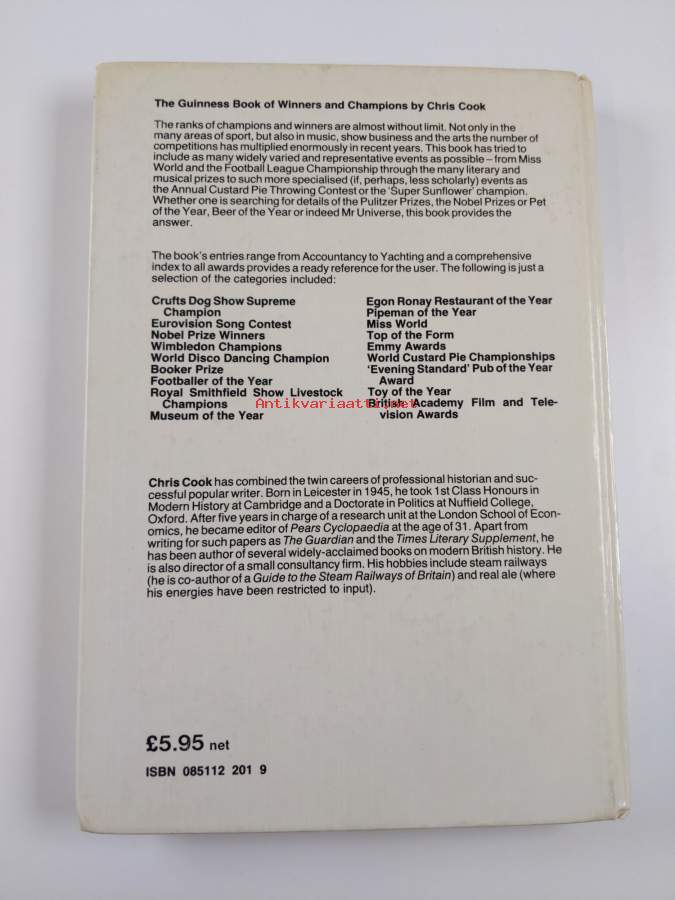 The Guinness Book of Winners and Champions by Chris Cook
The ranks of champions and winners are almost without limit. Not only in the
many areas of sport, but also in music, show business and the arts the number of
competitions has multiplied enormously in recent years. This book has tried to
include as many widely varied and representative events as possible – from Miss
World and the Football League Championship through the many literary and
musical prizes to such more specialised (if, perhaps, less scholarly) events as
the Annual Custard Pie Throwing Contest or the 'Super Sunflower' champion.
Whether one is searching for details of the Pulitzer Prizes, the Nobel Prizes or Pet
of the Year, Beer of the Year or indeed Mr Universe, this book provides the
answer.
The book's entries range from Accountancy to Yachting and a comprehensive
index to all awards provides a ready reference for the user. The following is just a
selection of the categories included:
Crufts Dog Show Supreme
Champion
Eurovision Song Contest
Nobel Prize Winners
Wimbledon Champions
World Disco Dancing Champion
Booker Prize
Footballer of the Year
Royal Smithfield Show Livestock
Champions
Museum of the Year
Egon Ronay Restaurant of the Year
Pipeman of the Year
Miss World
Top of the Form
Emmy Awards
World Custard Pie Championships
'Evening Standard' Pub of the Year
Award
Toy of the Year
British Academy Film and Tele-
vision Awards
Antikvariaatti.net
Chris Cook has combined the twin careers of professional historian and suc-
cessful popular writer. Born in Leicester in 1945, he took 1st Class Honours in
Modern History at Cambridge and a Doctorate in Politics at Nuffield College,
Oxford. After five years in charge of a research unit at the London School of Econ-
omics, he became editor of Pears Cyclopaedia at the age of 31. Apart from
writing for such papers as The Guardian and the Times Literary Supplement, he
has been author of several widely-acclaimed books on modern British history. He
is also director of a small consultancy firm. His hobbies include steam railways
(he is co-author of a Guide to the Steam Railways of Britain) and real ale (where
his energies have been restricted to input).
£5.95 net
ISBN 085112 201 9